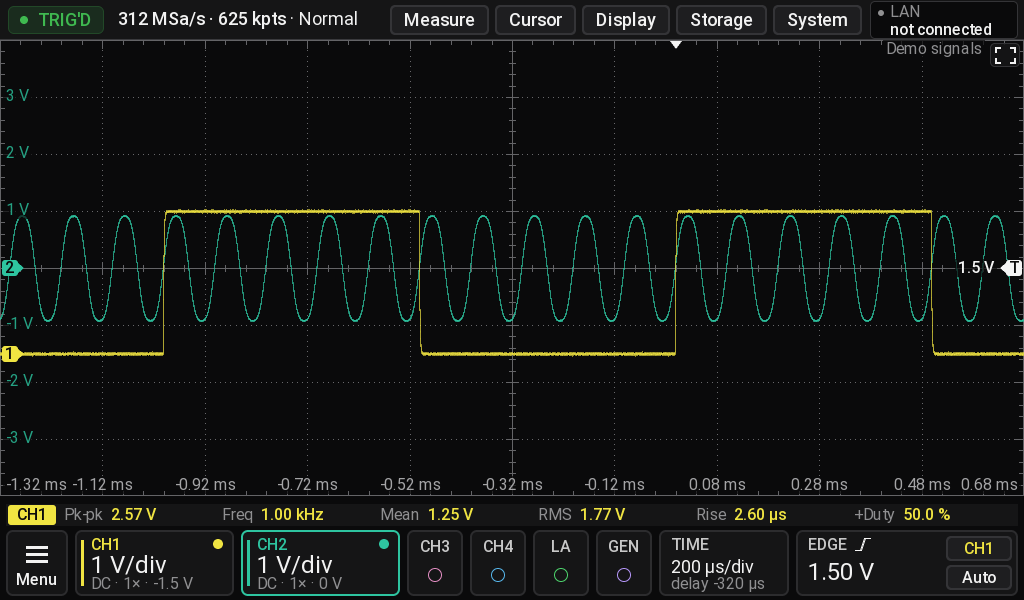 TRIG'D 312 MSa/s · 625 kpts · Normal Measure Cursor Display Storage System LAN
not connected
Demo signals
3 V
2 V
1 V
2 1.5 V T
-1 V
1
-2 V
-3 V
-1.32 ms -1.12 ms -0.92 ms -0.72 ms -0.52 ms -0.32 ms -0.12 ms 0.08 ms 0.28 ms 0.48 ms 0.68 ms
CH1 Pk-pk 2.57 V Freq 1.00 kHz Mean 1.25 V RMS 1.77 V Rise 2.60 µs +Duty 50.0 %
Menu
CH1
1 V/div
DC · 1× · -1.5 V
CH2
1 V/div
DC · 1× · 0 V
CH3
CH4
LA
GEN
TIME
200 µs/div
delay -320 µs
EDGE
1.50 V
CH1
Auto